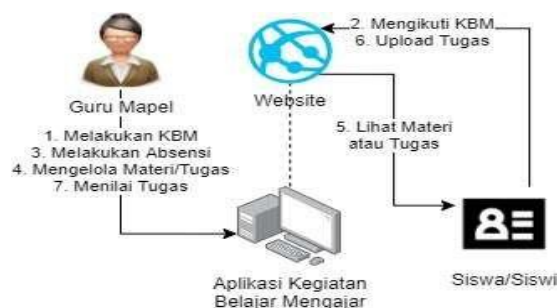 2. Mengikuti KBM
6. Upload Tugas
Guru Mapel
Website
1. Melakukan KBM
3. Melakukan Absensi
4. Mengelola Materi/Tugas
7. Menilai Tugas
5. Lihat Materi
atau Tugas
Aplikasi Kegiatan
Belajar Mengajar
Siswa/Siswi